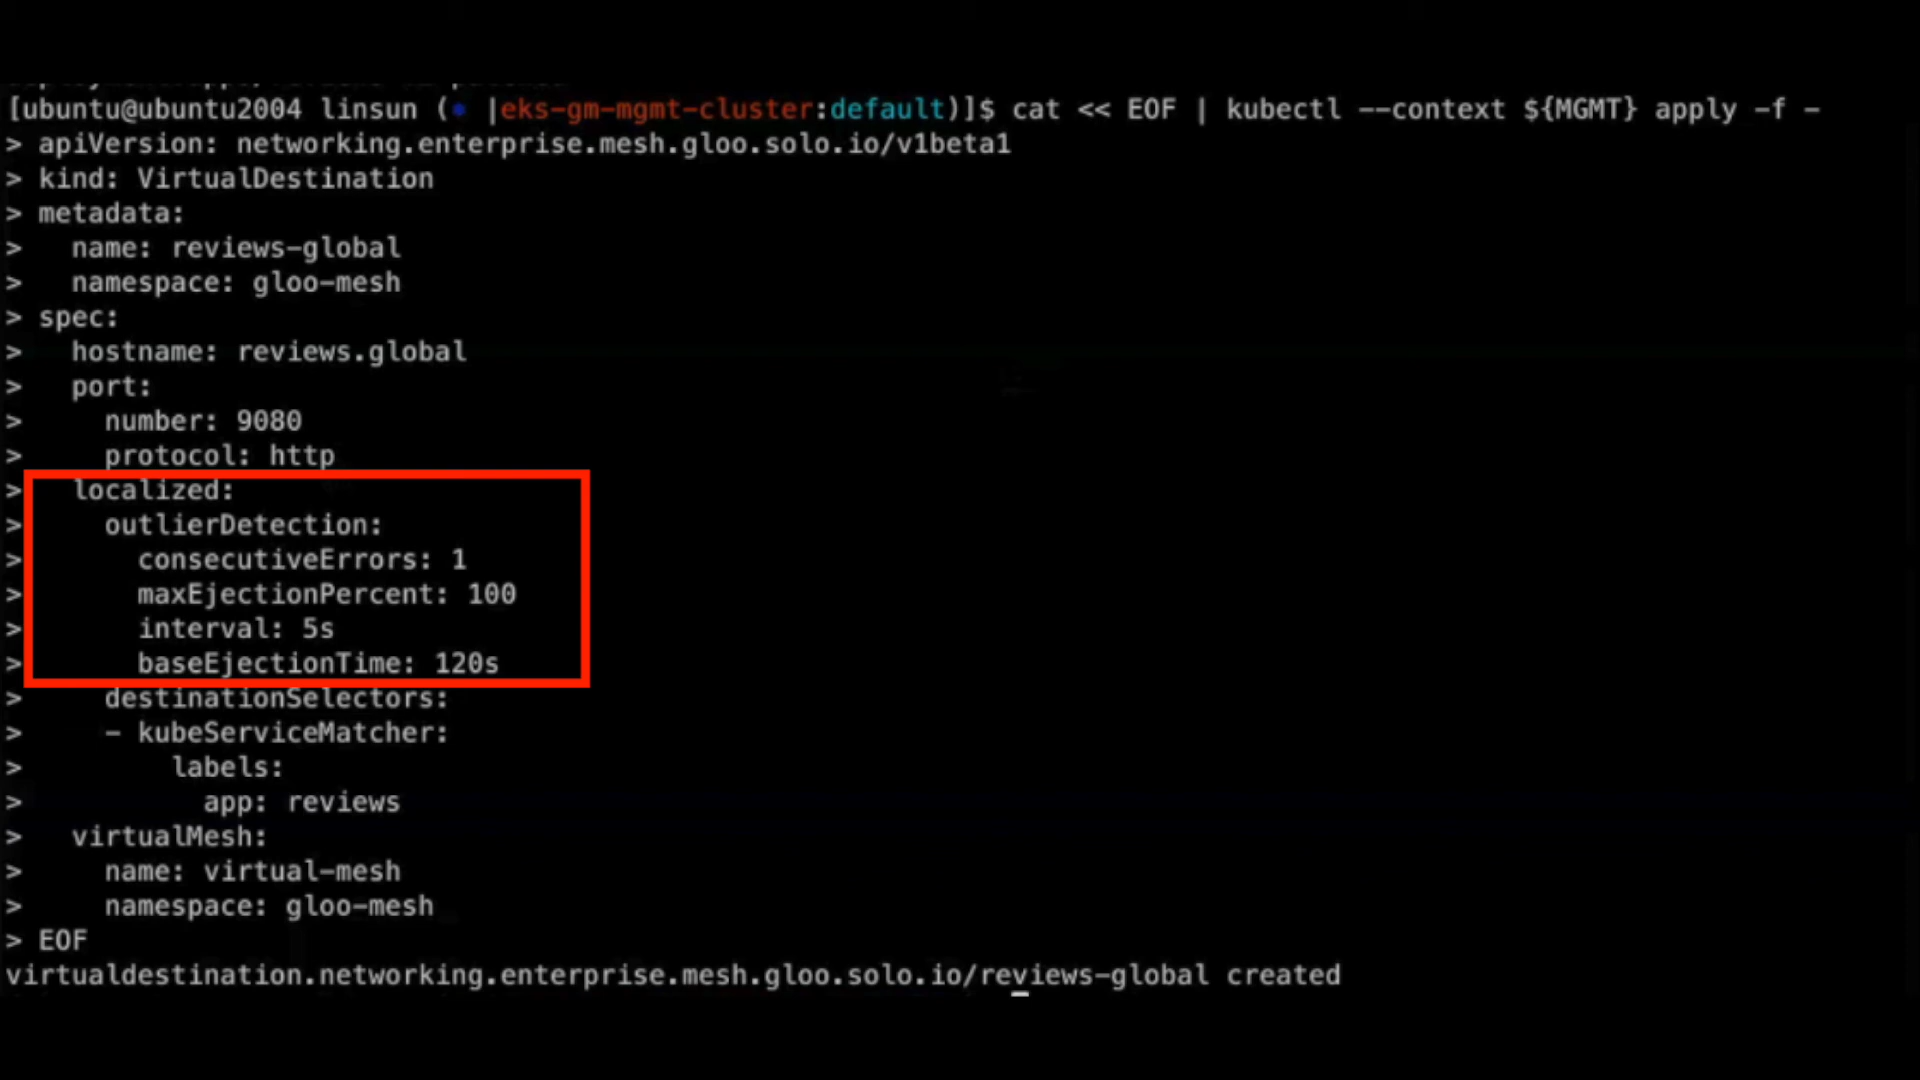 [ubuntu@ubuntu2004 linsun (* |eks-gm-mgmt-cluster:default)]$ cat << EOF | kubectl --context ${MGMT} apply -f -
> apiVersion: networking.enterprise.mesh.gloo.solo.io/v1beta1
> kind: VirtualDestination
> metadata:
>   name: reviews-global
>   namespace: gloo-mesh
> spec:
>   hostname: reviews.global
>   port:
>     number: 9080
>     protocol: http
>   localized:
>     outlierDetection:
>       consecutiveErrors: 1
>       maxEjectionPercent: 100
>       interval: 5s
>       baseEjectionTime: 120s
>     destinationSelectors:
>     - kubeServiceMatcher:
>         labels:
>           app: reviews
>   virtualMesh:
>     name: virtual-mesh
>     namespace: gloo-mesh
> EOF
virtualdestination.networking.enterprise.mesh.gloo.solo.io/reviews-global created